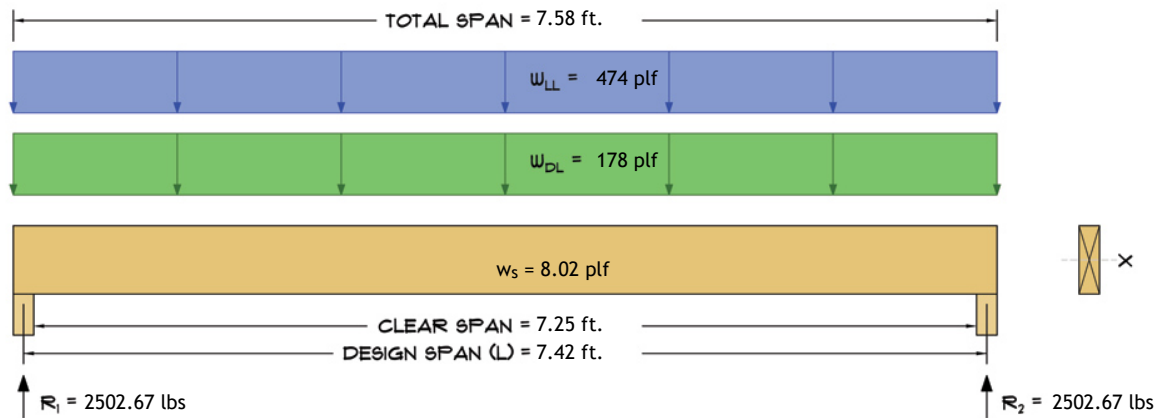 TOTAL SPAN = 7.58 ft.
wLL = 474 plf
wDL = 178 plf
ws = 8.02 plf
X
CLEAR SPAN = 7.25 ft.
DESIGN SPAN (L) = 7.42 ft.
R1 = 2502.67 lbs
R2 = 2502.67 lbs